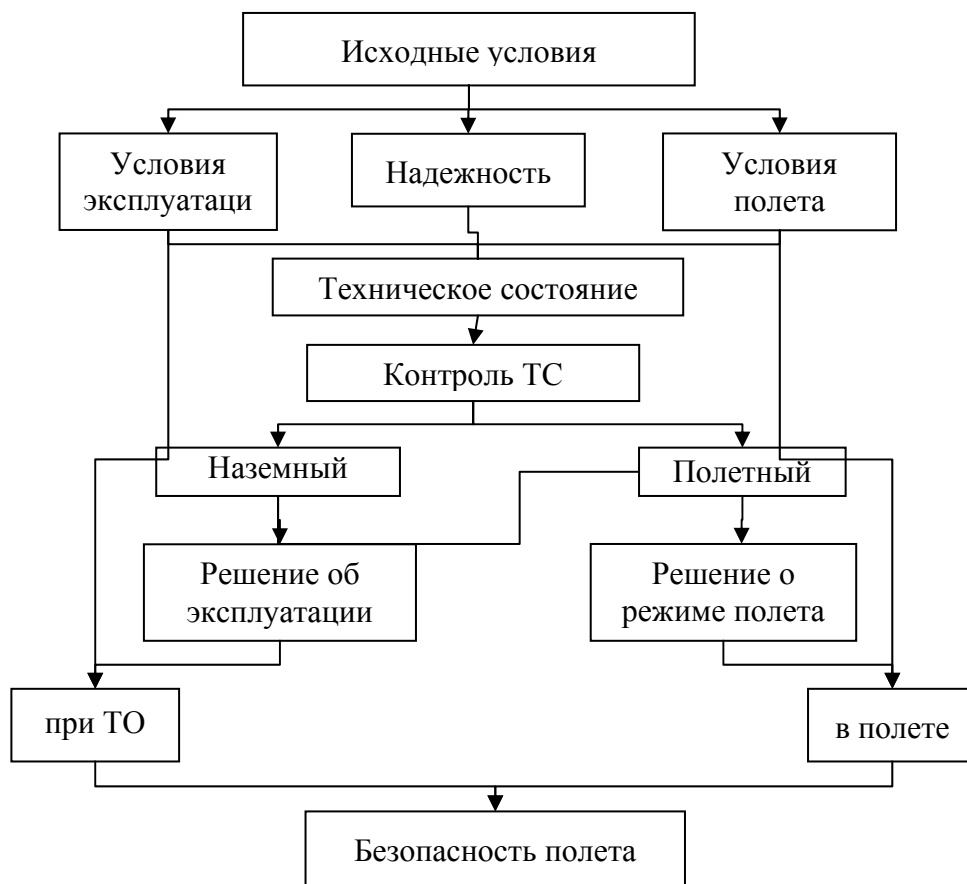 Исходные условия
Условия
эксплуатаци
Надежность
Условия
полета
Техническое состояние
Контроль ТС
Наземный
Полетный
Решение об
эксплуатации
Решение о
режиме полета
при ТО
в полете
Безопасность полета